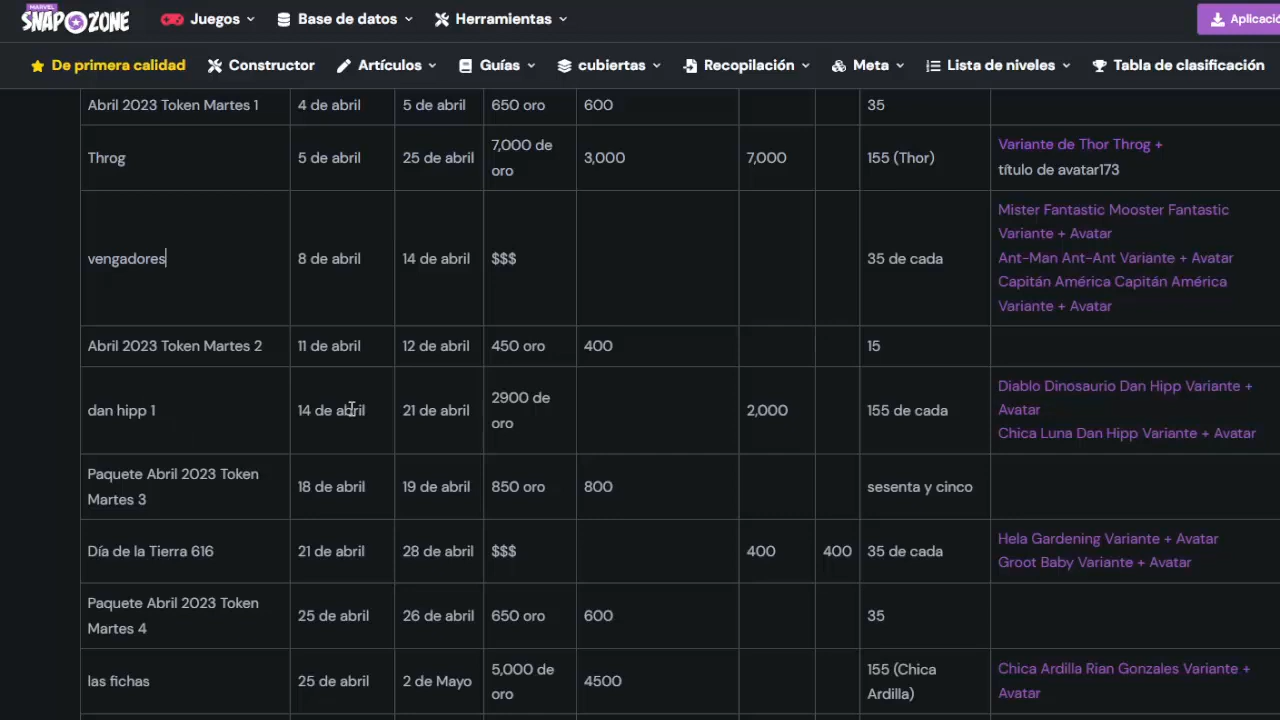 MARVEL
SNAP ZONE
Juegos
Base de datos
Herramientas
Aplicació
De primera calidad
Constructor
Artículos
Guías
cubiertas
Recopilación
Meta
Lista de niveles
Tabla de clasificación
Abril 2023 Token Martes 1
4 de abril
5 de abril
650 oro
600
35
Throg
5 de abril
25 de abril
7,000 de
oro
3,000
7,000
155 (Thor)
Variante de Thor Throg +
título de avatar173
vengadores
8 de abril
14 de abril
$$$
35 de cada
Mister Fantastic Mooster Fantastic
Variante + Avatar
Ant-Man Ant-Ant Variante + Avatar
Capitán América Capitán América
Variante + Avatar
Abril 2023 Token Martes 2
11 de abril
12 de abril
450 oro
400
15
dan hipp 1
14 de abril
21 de abril
2900 de
oro
2,000
155 de cada
Diablo Dinosaurio Dan Hipp Variante +
Avatar
Chica Luna Dan Hipp Variante + Avatar
Paquete Abril 2023 Token
Martes 3
18 de abril
19 de abril
850 oro
800
sesenta y cinco
Día de la Tierra 616
21 de abril
28 de abril
$$$
400
400
35 de cada
Hela Gardening Variante + Avatar
Groot Baby Variante + Avatar
Paquete Abril 2023 Token
Martes 4
25 de abril
26 de abril
650 oro
600
35
las fichas
25 de abril
2 de Mayo
5,000 de
oro
4500
155 (Chica
Ardilla)
Chica Ardilla Rian Gonzales Variante +
Avatar